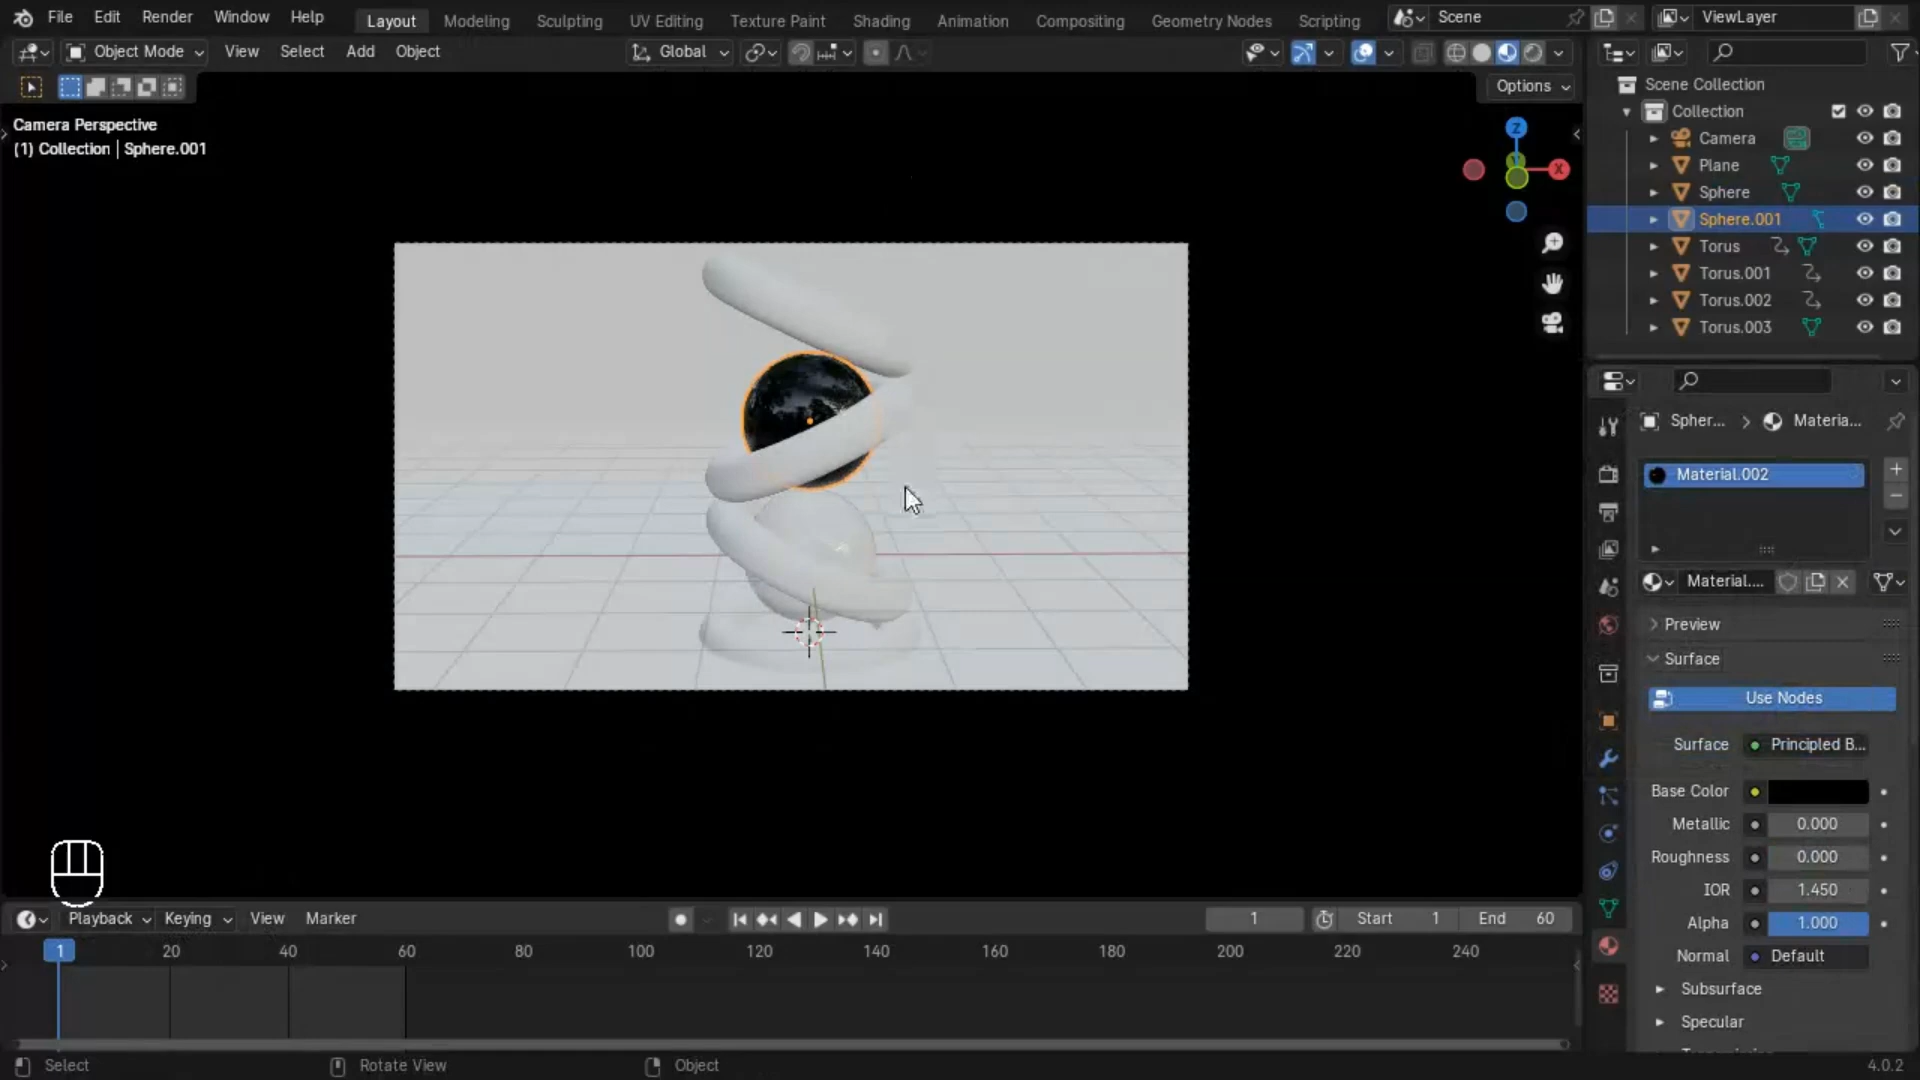 File Edit Render Window Help Layout Modeling Sculpting UV Editing Texture Paint Shading Animation Compositing Geometry Nodes Scripting Scene ViewLayer
Object Mode View Select Add Object Global
Options
Camera Perspective
(1) Collection | Sphere.001
Z
X
Scene Collection
Collection
Camera
Plane
Sphere
Sphere.001
Torus
Torus.001
Torus.002
Torus.003
Spher... Materia...
Material.002
Material....
Preview
Surface
Use Nodes
Surface Principled B...
Base Color
Metallic 0.000
Roughness 0.000
IOR 1.450
Alpha 1.000
Normal Default
Subsurface
Specular
Playback Keying View Marker 1 Start 1 End 60
1 20 40 60 80 100 120 140 160 180 200 220 240
Select Rotate View Object 4.0.2